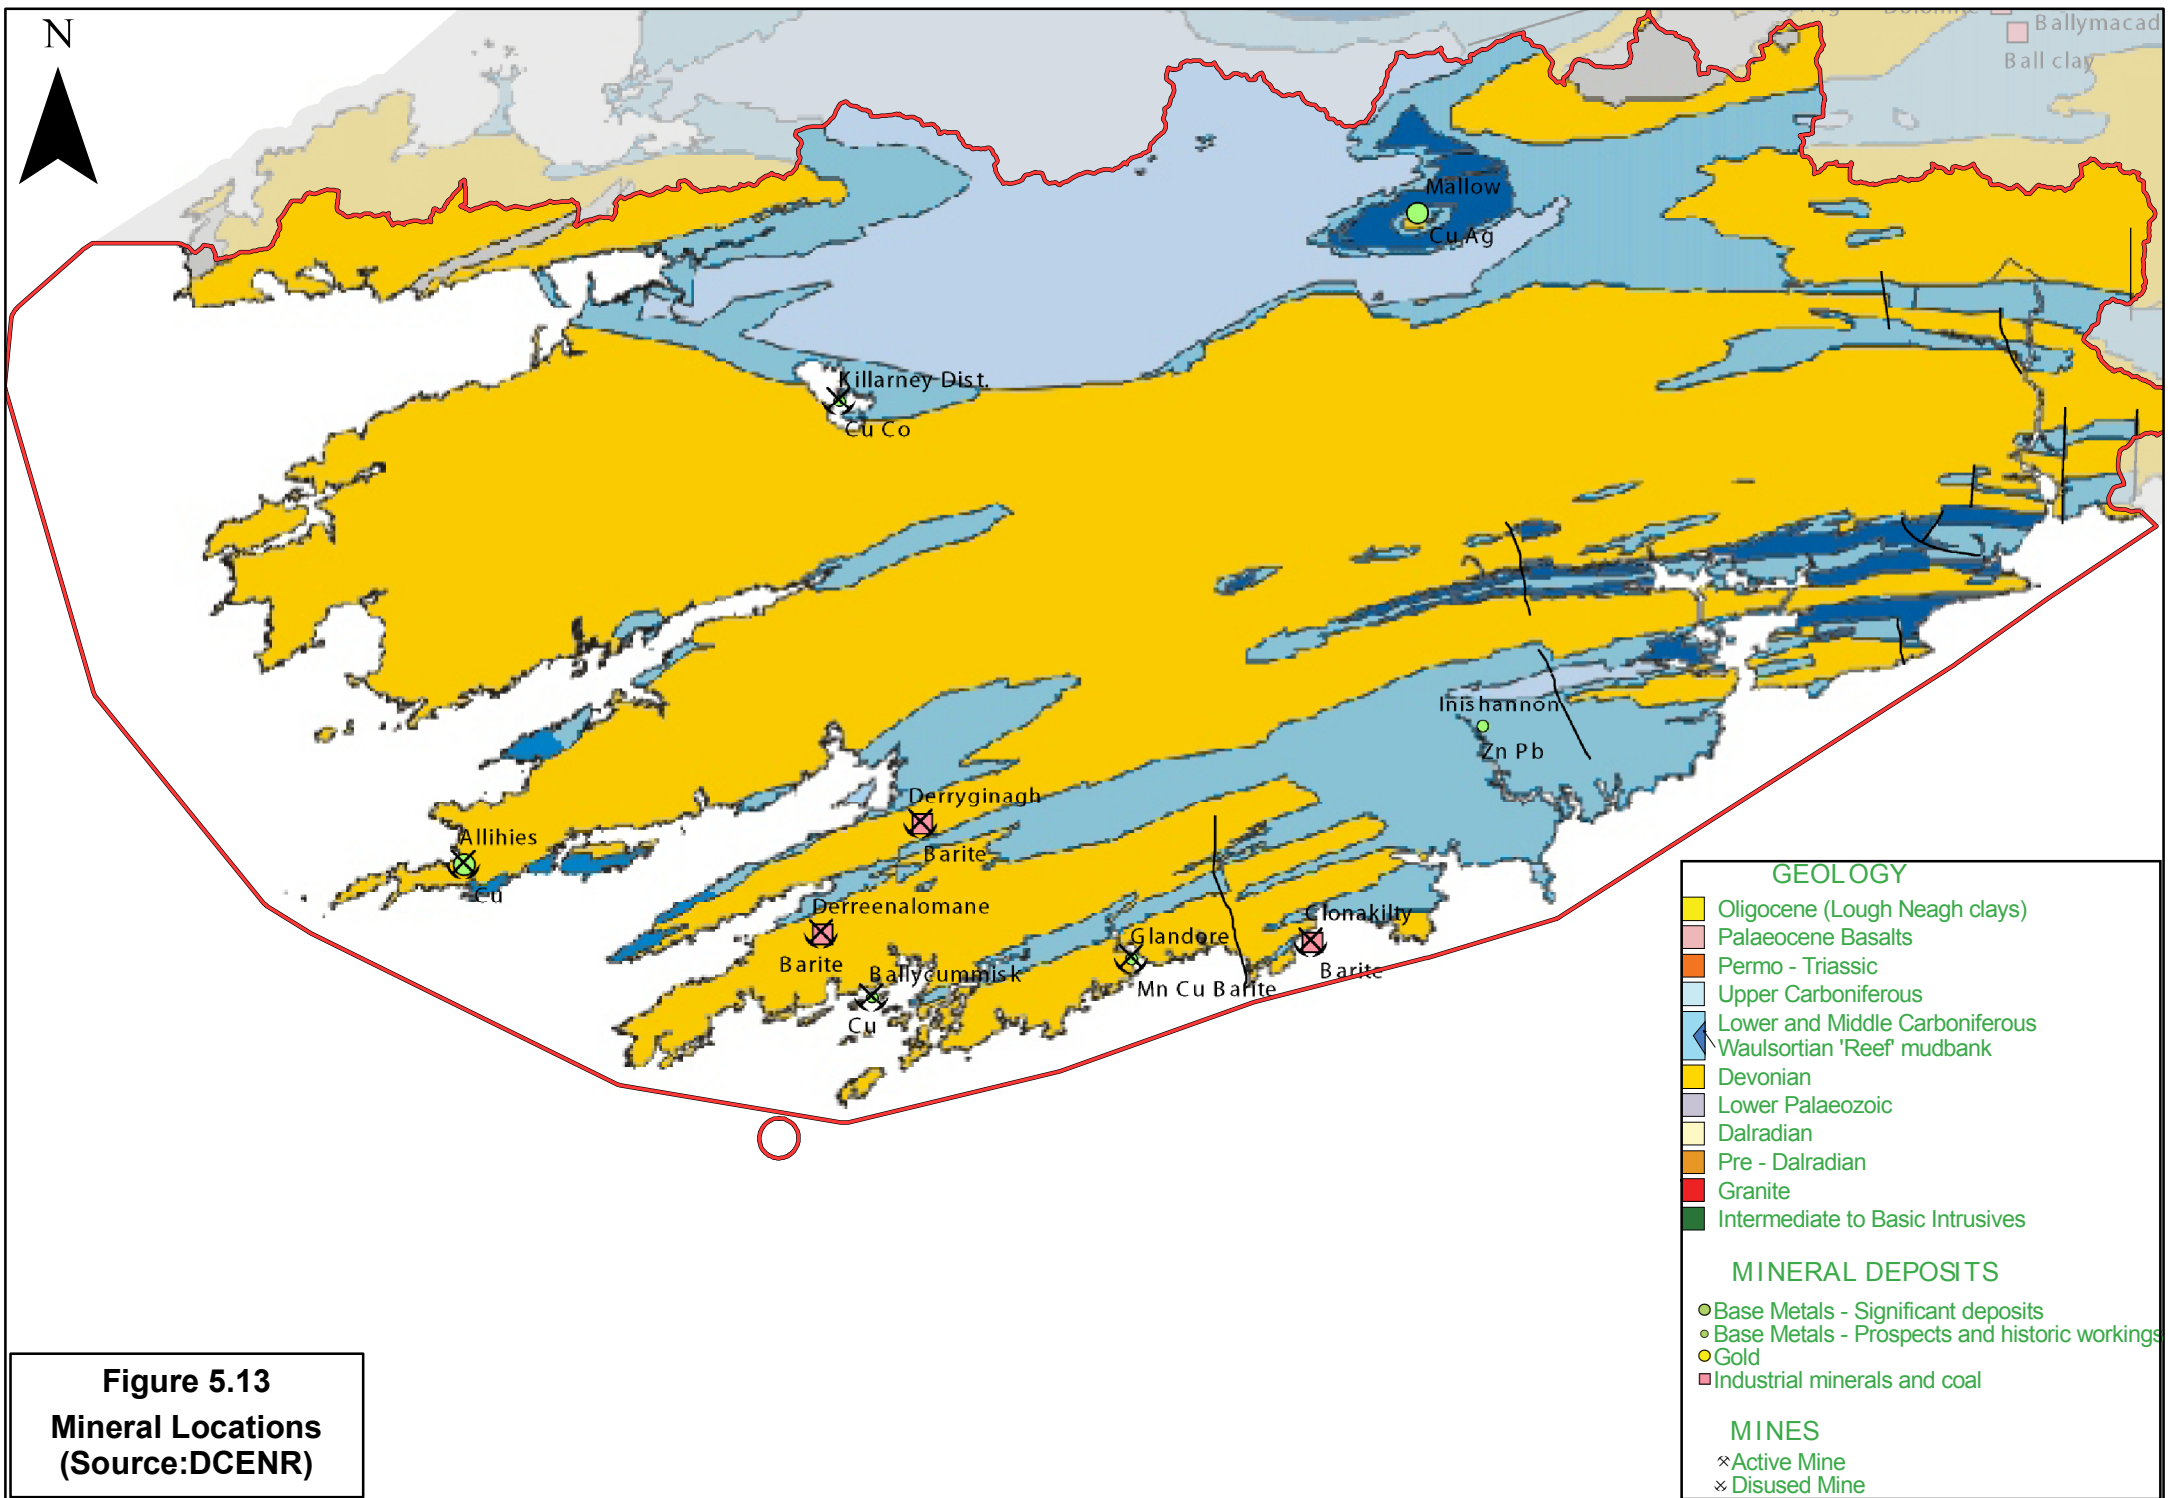 N
Ballymacad
Ball clay
Mallow
Cu Ag
Killarney Dist.
Cu Co
Inishannon
Zn Pb
Derryginagh
Barite
Allihies
Cu
Derreenalomane
Barite
Ballycummisk
Cu
Glandore
Mn Cu Barite
Clonakilty
Barite
GEOLOGY
Oligocene (Lough Neagh clays)
Palaeocene Basalts
Permo - Triassic
Upper Carboniferous
Lower and Middle Carboniferous
Waulsortian 'Reef' mudbank
Devonian
Lower Palaeozoic
Dalradian
Pre - Dalradian
Granite
Intermediate to Basic Intrusives
MINERAL DEPOSITS
Base Metals - Significant deposits
Base Metals - Prospects and historic workings
Gold
Industrial minerals and coal
MINES
Active Mine
Disused Mine
Figure 5.13
Mineral Locations
(Source:DCENR)